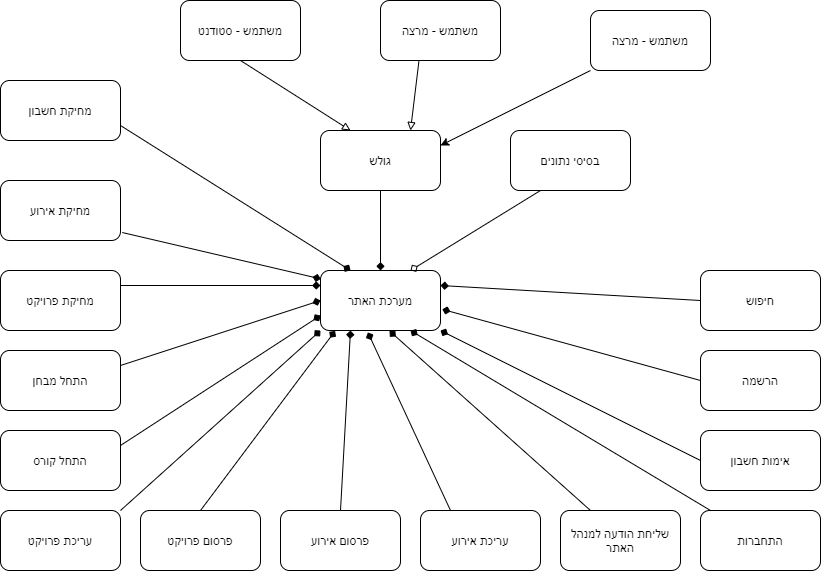 משתמש - סטודנט
משתמש - מרצה
משתמש - מרצה
מחיקת חשבון
גולש
בסיסי נתונים
מחיקת אירוע
מחיקת פרויקט
מערכת האתר
חיפוש
התחל מבחן
הרשמה
התחל קורס
אימות חשבון
עריכת פרויקט
פרסום פרויקט
פרסום אירוע
עריכת אירוע
שליחת הודעה למנהל
האתר
התחברות